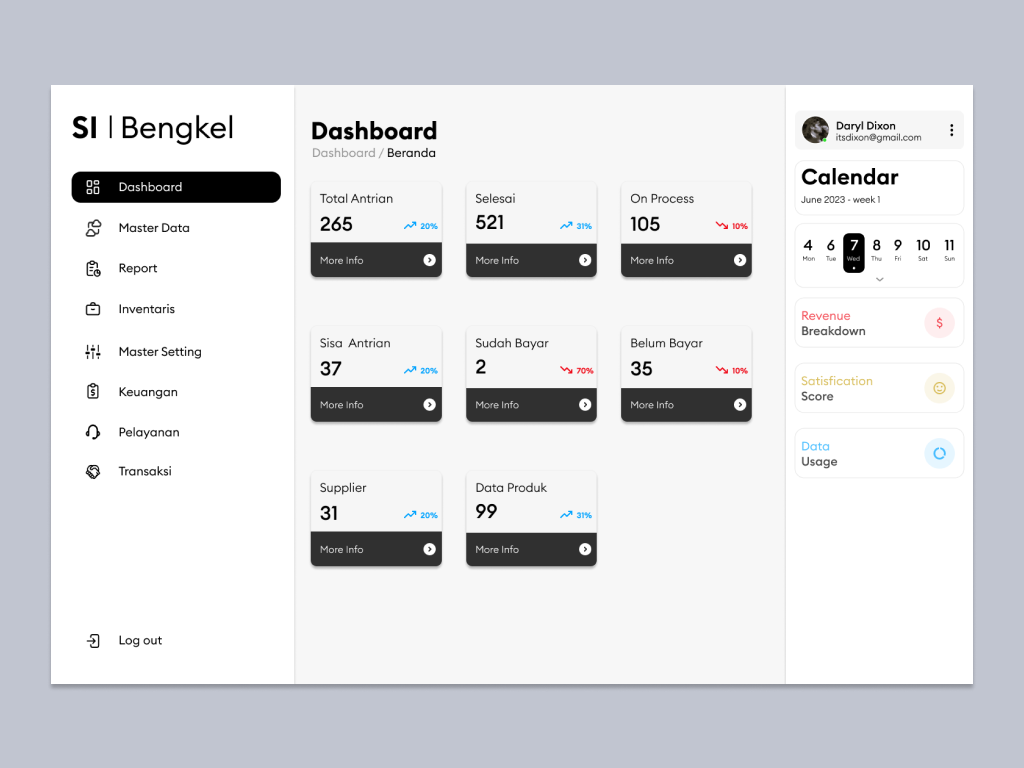 SI | Bengkel
Dashboard
Master Data
Report
Inventaris
Master Setting
Keuangan
Pelayanan
Transaksi
Log out
Dashboard
Dashboard / Beranda
Total Antrian
265 20%
More Info
Selesai
521 31%
More Info
On Process
105 10%
More Info
Sisa Antrian
37 20%
More Info
Sudah Bayar
2 70%
More Info
Belum Bayar
35 10%
More Info
Supplier
31 20%
More Info
Data Produk
99 31%
More Info
Daryl Dixon
itsdixon@gmail.com
Calendar
June 2023 - week 1
4 6 7 8 9 10 11
Mon Tue Wed Thu Fri Sat Sun
Revenue
Breakdown
$
Satisfication
Score
Data
Usage